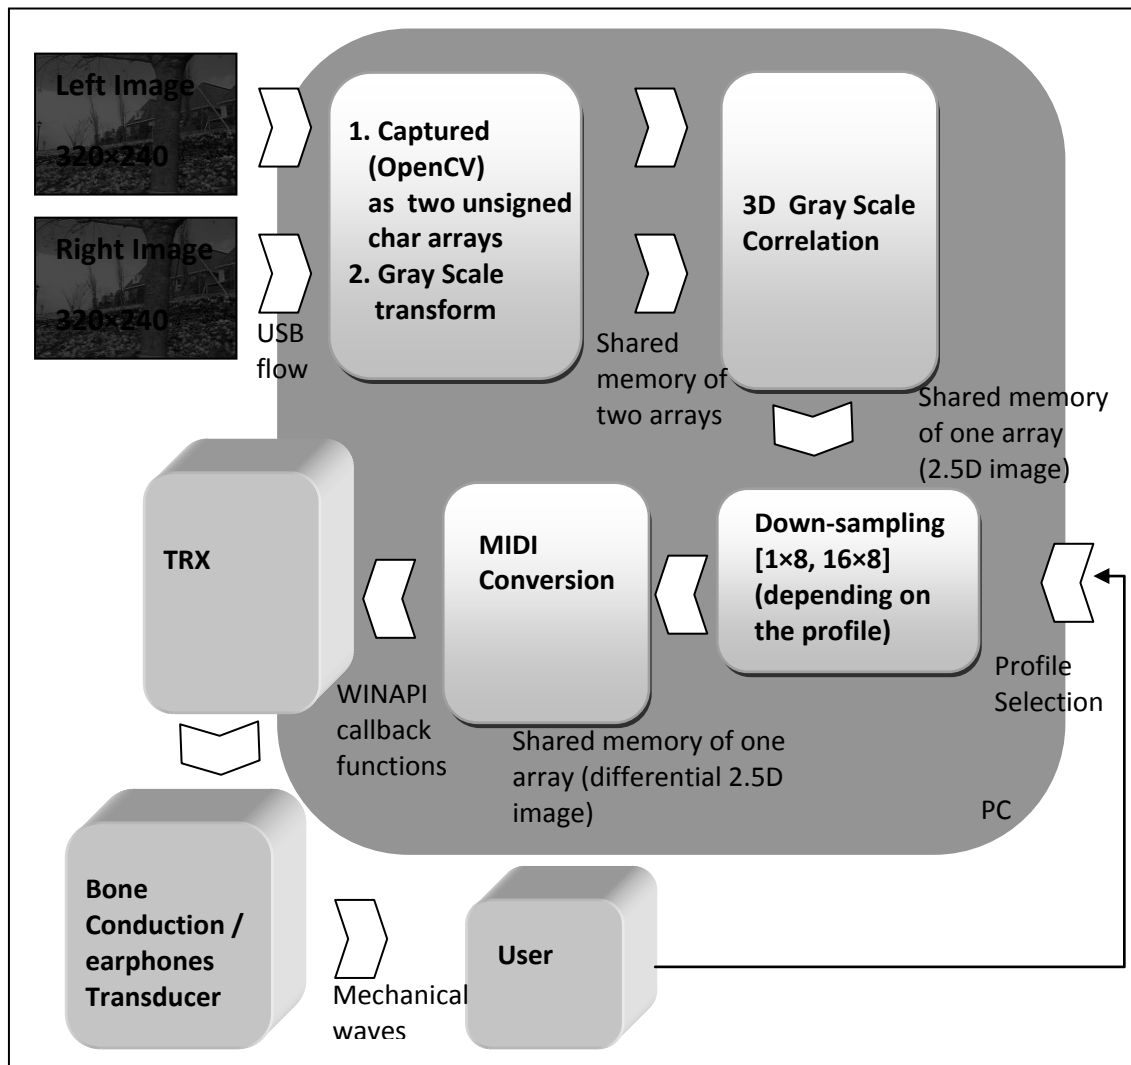 Left Image
320×240
Right Image
320×240
USB
flow
1. Captured
(OpenCV)
as two unsigned
char arrays
2. Gray Scale
transform
Shared
memory of
two arrays
3D Gray Scale
Correlation
Shared memory
of one array
(2.5D image)
Down-sampling
[1×8, 16×8]
(depending on
the profile)
Profile
Selection
MIDI
Conversion
Shared memory of one
array (differential 2.5D
image)
WINAPI
callback
functions
TRX
PC
Bone
Conduction /
earphones
Transducer
Mechanical
waves
User